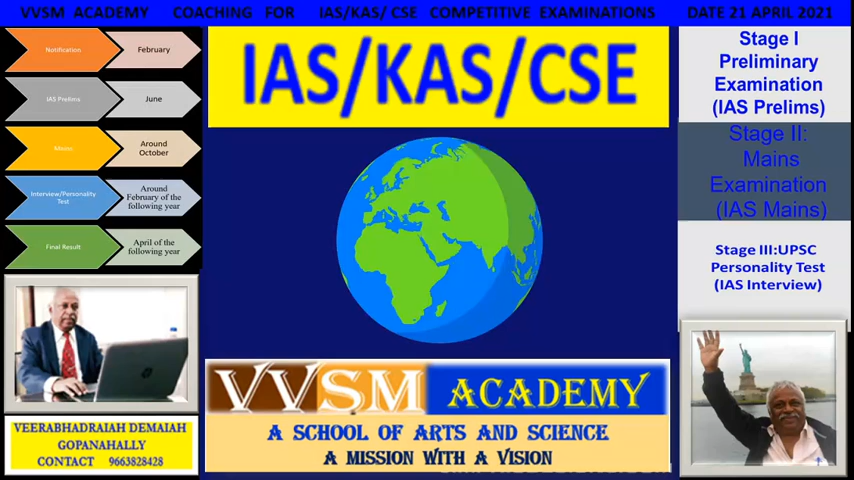 VVSM ACADEMY COACHING FOR IAS/KAS/ CSE COMPETITIVE EXAMINATIONS DATE 21 APRIL 2021
Notification
February
IAS Prelims
June
Mains
Around
October
Interview/Personality
Test
Around
February of the
following year
Final Result
April of the
following year
VEERABHADRAIAH DEMAIAH
GOPANAHALLY
CONTACT 9663828428
IAS/KAS/CSE
VVSM ACADEMY
A SCHOOL OF ARTS AND SCIENCE
A MISSION WITH A VISION
Stage I
Preliminary
Examination
(IAS Prelims)
Stage II:
Mains
Examination
(IAS Mains)
Stage III:UPSC
Personality Test
(IAS Interview)